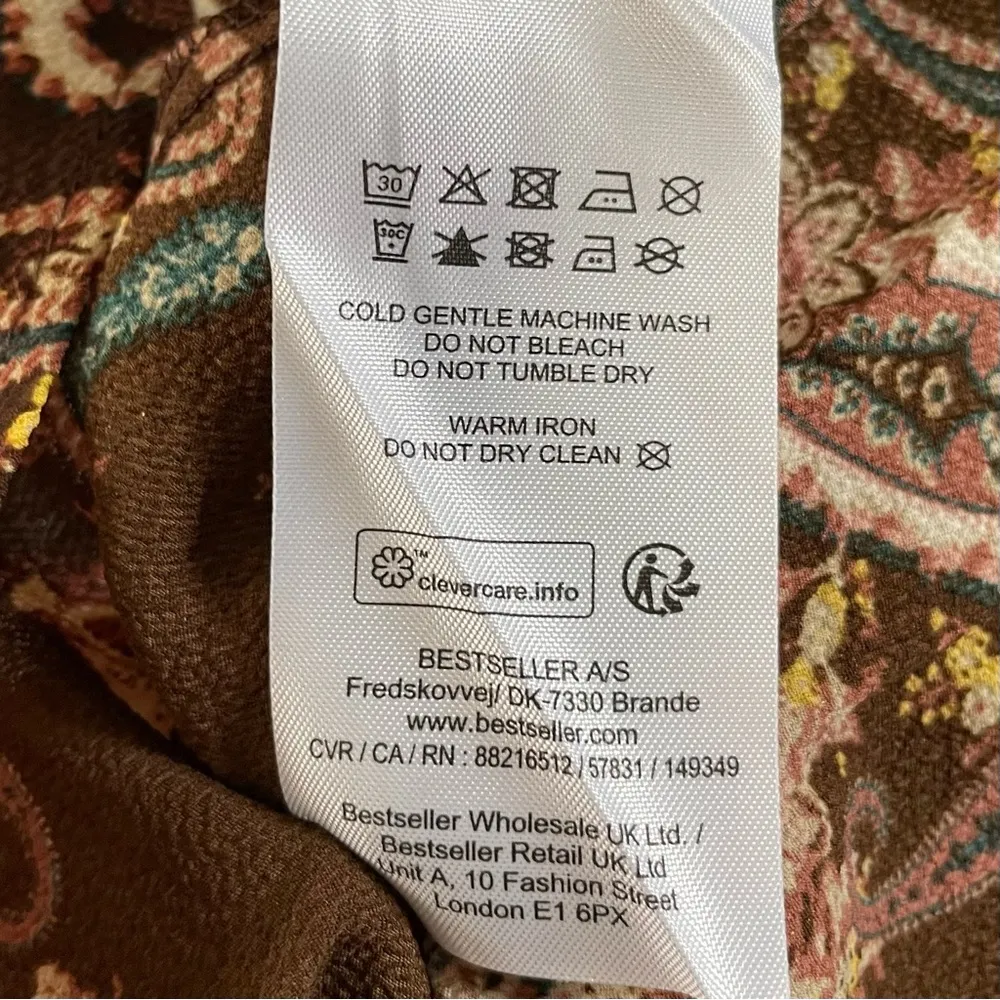 30
30C
COLD GENTLE MACHINE WASH
DO NOT BLEACH
DO NOT TUMBLE DRY
WARM IRON
DO NOT DRY CLEAN
™
clevercare.info
BESTSELLER A/S
Fredskovvej/ DK-7330 Brande
www.bestseller.com
CVR / CA / RN : 88216512 / 57831 / 149349
Bestseller Wholesale UK Ltd. /
Bestseller Retail UK Ltd
Unit A, 10 Fashion Street
London E1 6PX